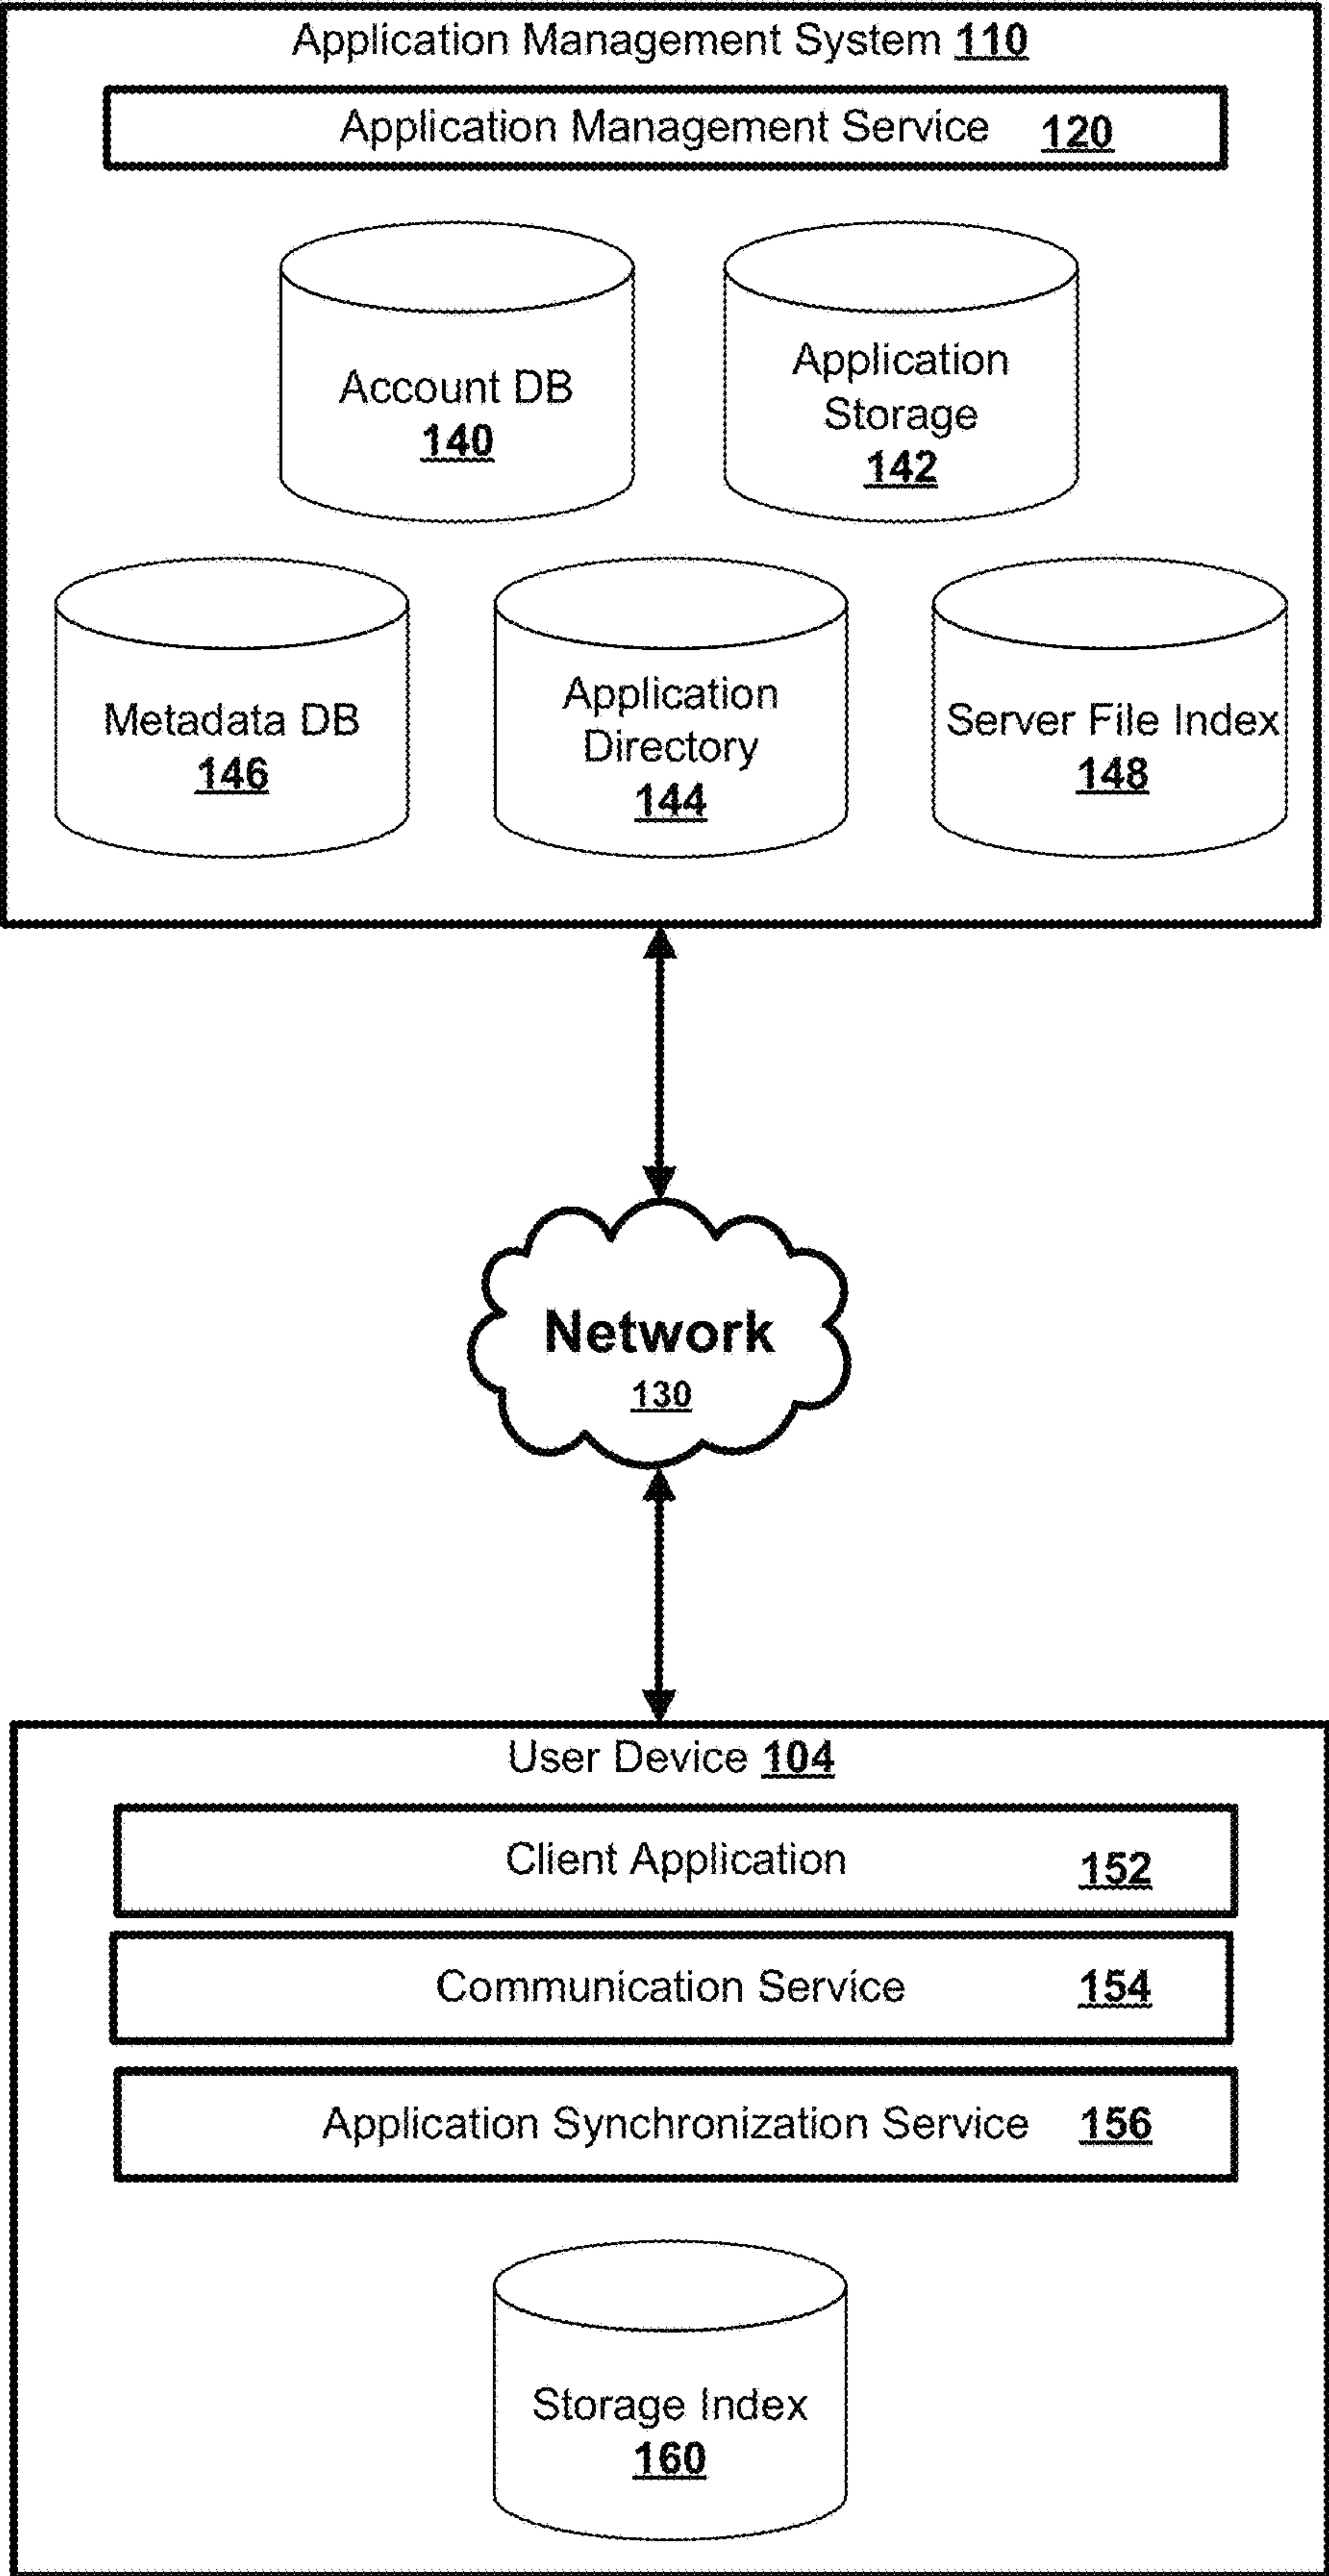 Application Management System 110
Application Management Service 120
Account DB
140
Application
Storage
142
Metadata DB
146
Application
Directory
144
Server File Index
148
Network
130
User Device 104
Client Application 152
Communication Service 154
Application Synchronization Service 156
Storage Index
160